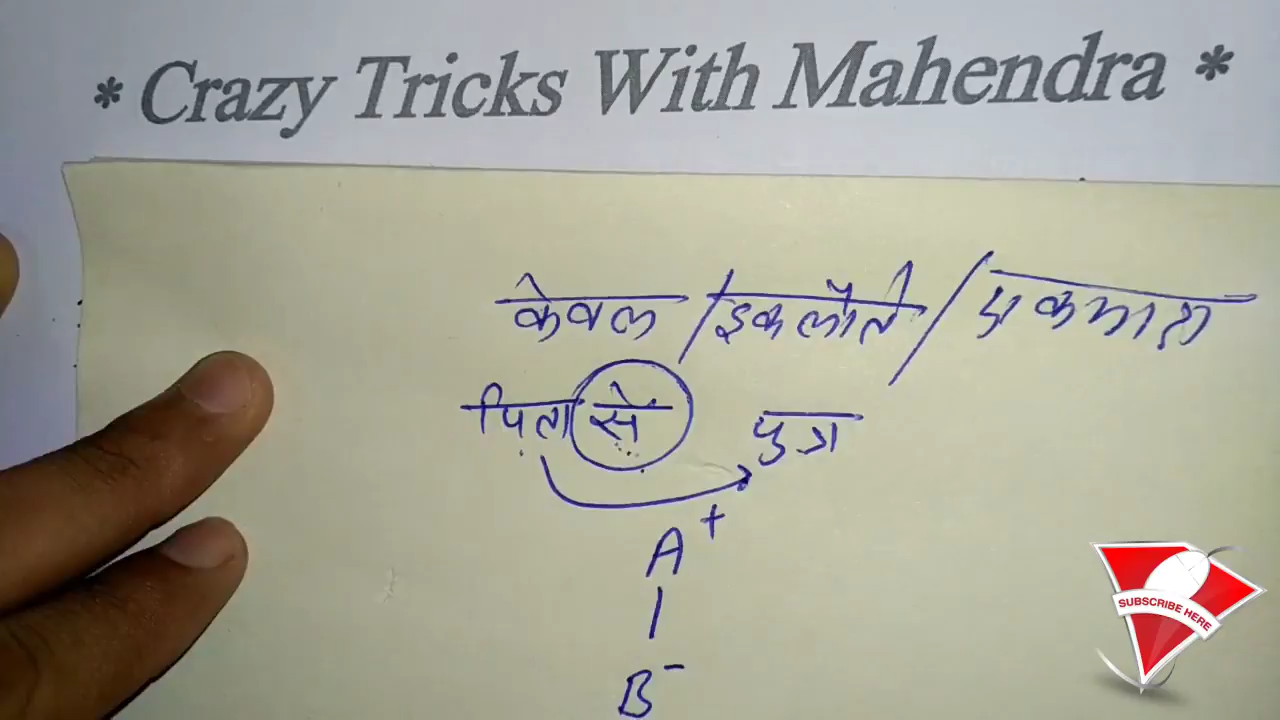 * Crazy Tricks With Mahendra *
केवल / इकलौते / एकमात्र
पिता से पुत्र
A +
|
B -
SUBSCRIBE HERE